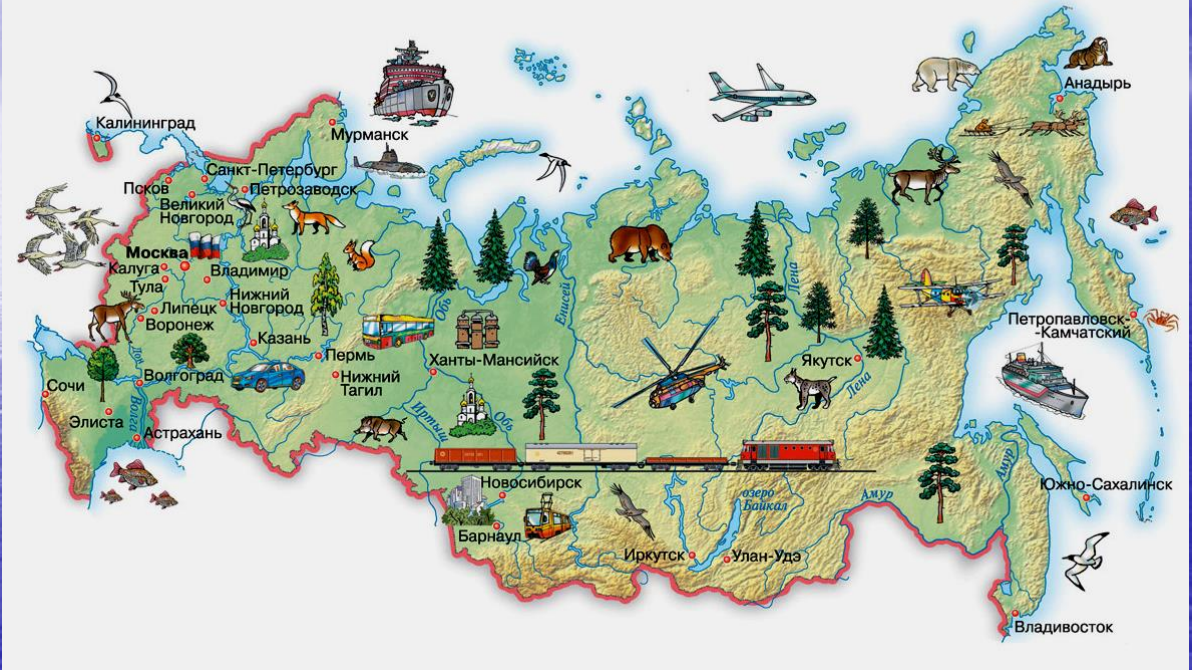 Анадырь
Калининград
Мурманск
Санкт-Петербург
Псков
Петрозаводск
Великий
Новгород
Москва
Калуга
Владимир
Тула
Нижний
Новгород
Липецк
Воронеж
Обь
Енисей
Лена
Петропавловск-
-Камчатский
Казань
Пермь
Ханты-Мансийск
Якутск
Дон
Волгоград
Нижний
Тагил
Сочи
Лена
Элиста
Волга
Иртыш
Обь
Астрахань
Амур
Новосибирск
озеро
Байкал
Амур
Южно-Сахалинск
Барнаул
Иркутск
Улан-Удэ
Владивосток